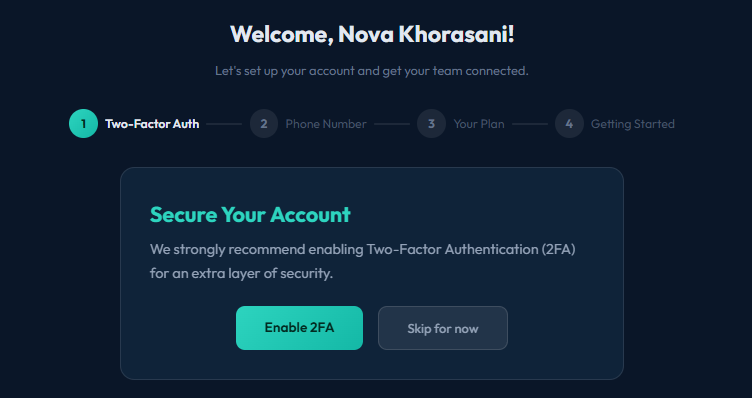 Welcome, Nova Khorasani!
Let's set up your account and get your team connected.
1 Two-Factor Auth 2 Phone Number 3 Your Plan 4 Getting Started
Secure Your Account
We strongly recommend enabling Two-Factor Authentication (2FA)
for an extra layer of security.
Enable 2FA Skip for now